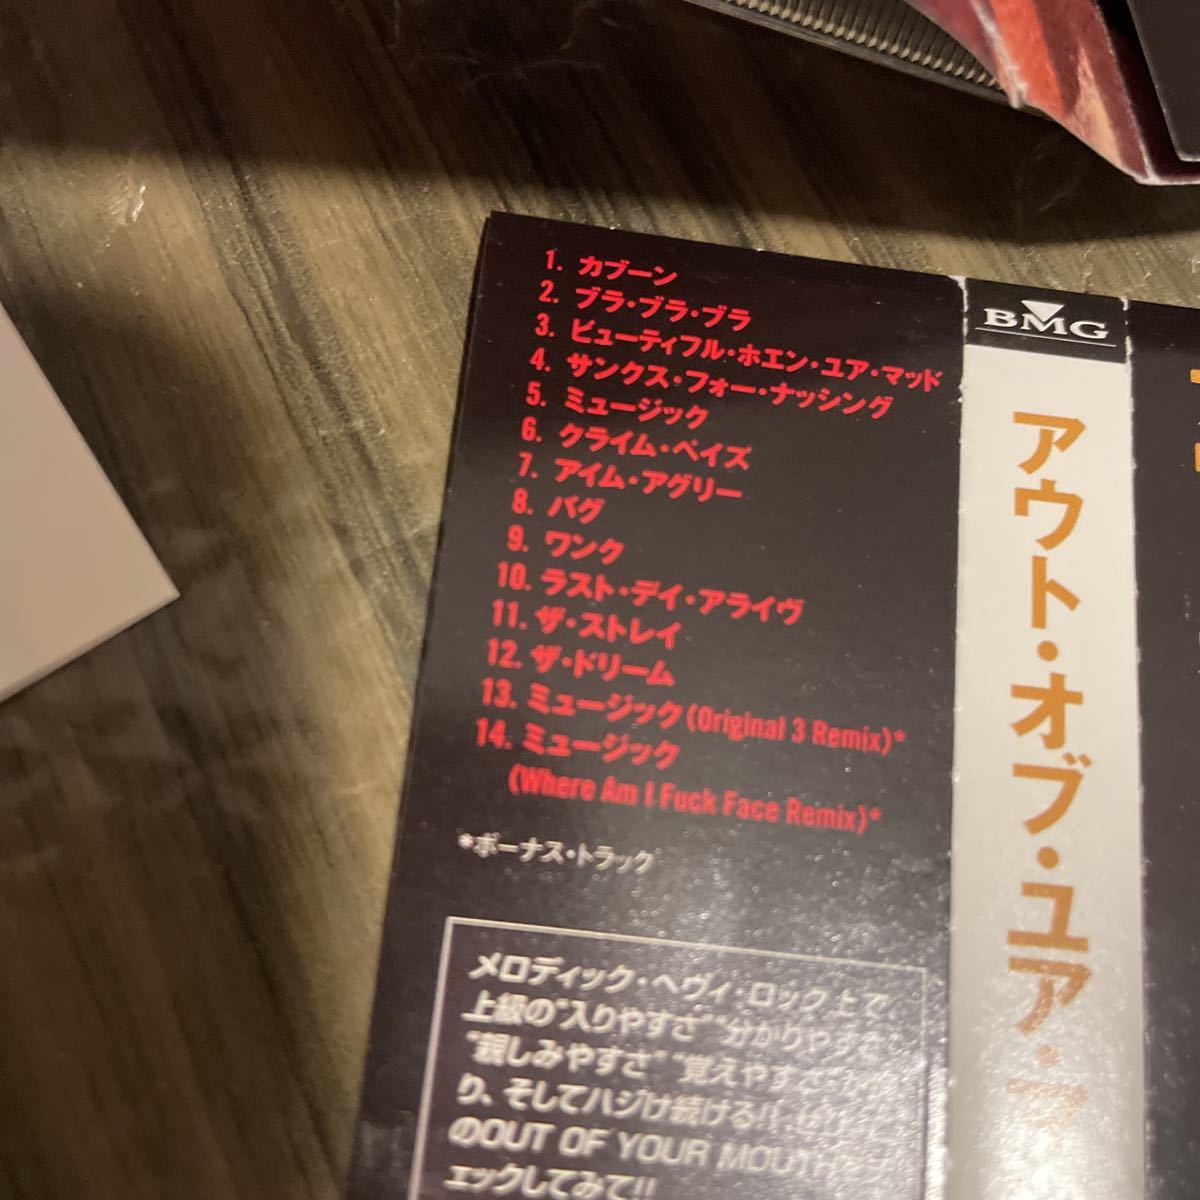 1. カブーン
2. ブラ・ブラ・ブラ
3. ビューティフル・ホエン・ユア・マッド
4. サンクス・フォー・ナッシング
5. ミュージック
6. クライム・ペイズ
7. アイム・アグリー
8. バグ
9. ワンク
10. ラスト・デイ・アライヴ
11. ザ・ストレイ
12. ザ・ドリーム
13. ミュージック(Original 3 Remix)*
14. ミュージック
(Where Am I Fuck Face Remix)*
*ボーナス・トラック
メロディック・ヘヴィ・ロック上で、
上級の"入りやすさ" "分かりやすさ"
"親しみやすさ" "覚えやすさ"
り、そしてハジけ続ける!!
のOUT OF YOUR MOUTH
ェックしてみて!!
BMG
アウト・オブ・ユア・